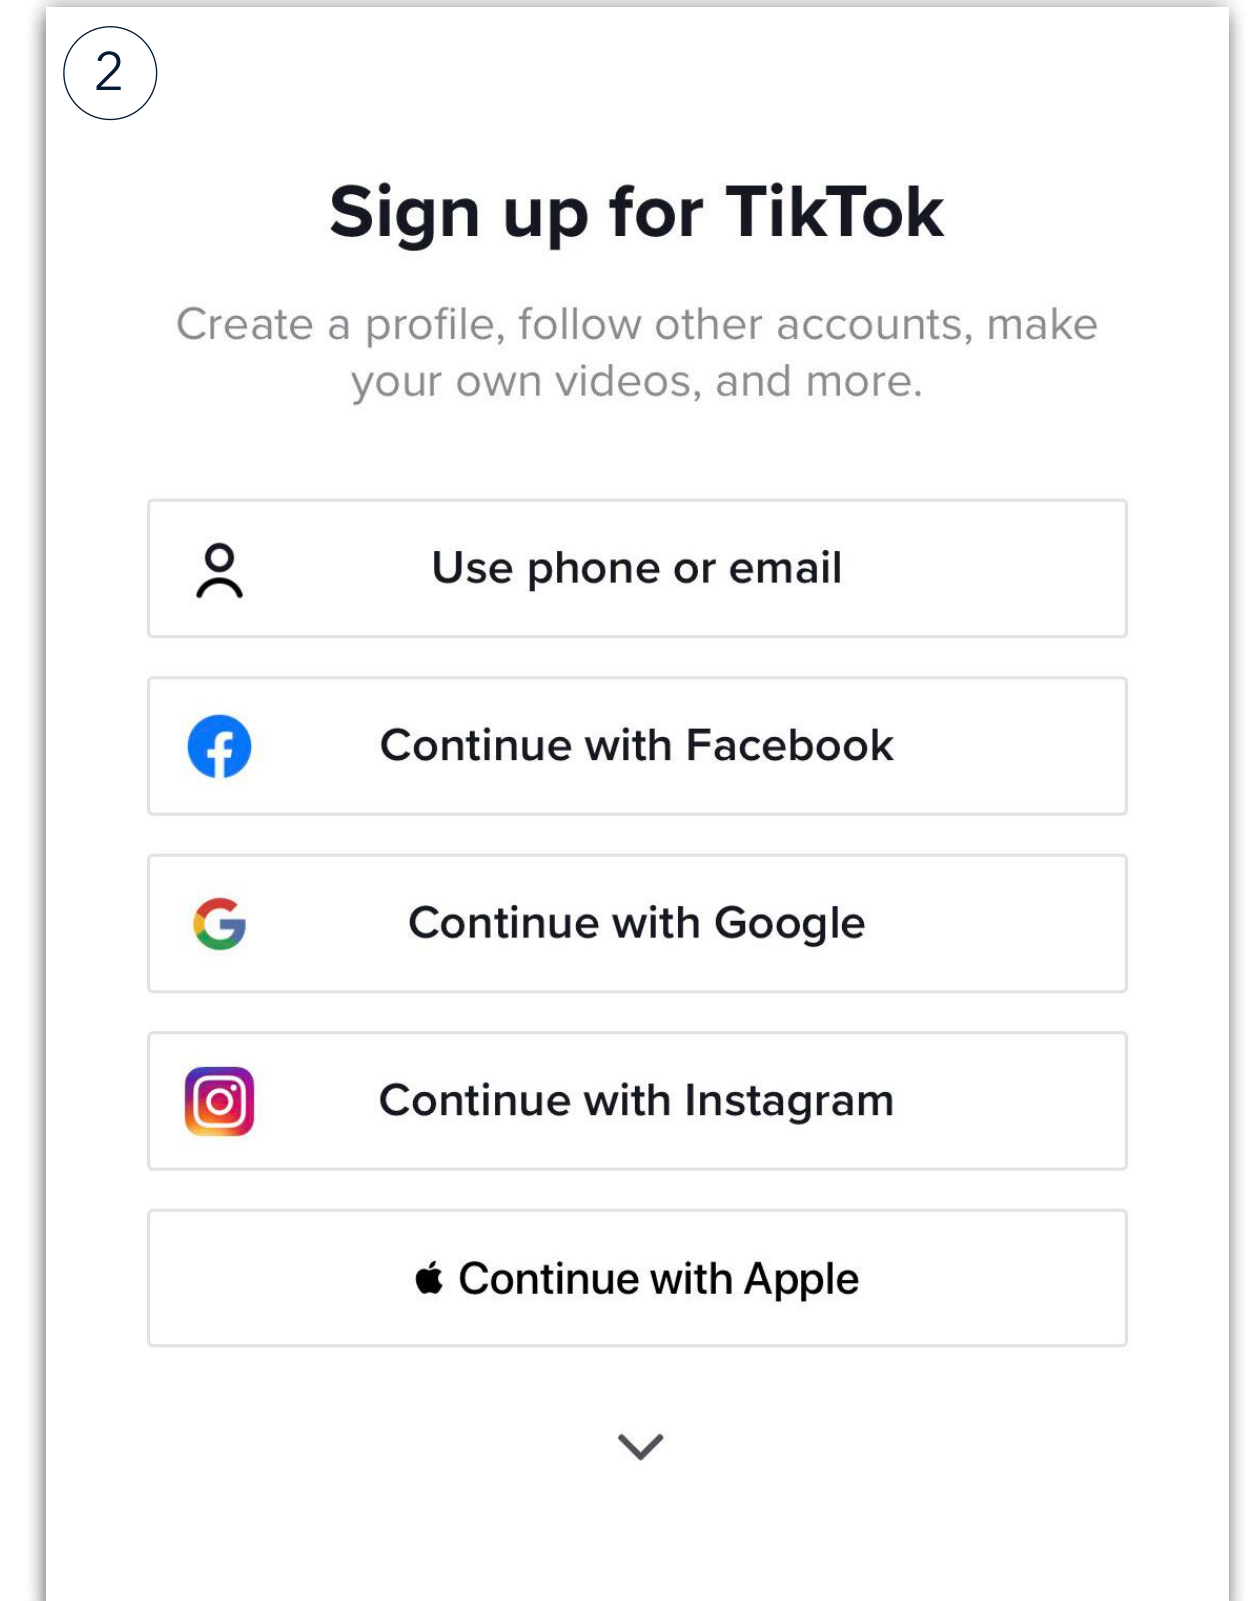 2
Sign up for TikTok
Create a profile, follow other accounts, make
your own videos, and more.
Use phone or email
Continue with Facebook
Continue with Google
Continue with Instagram
Continue with Apple